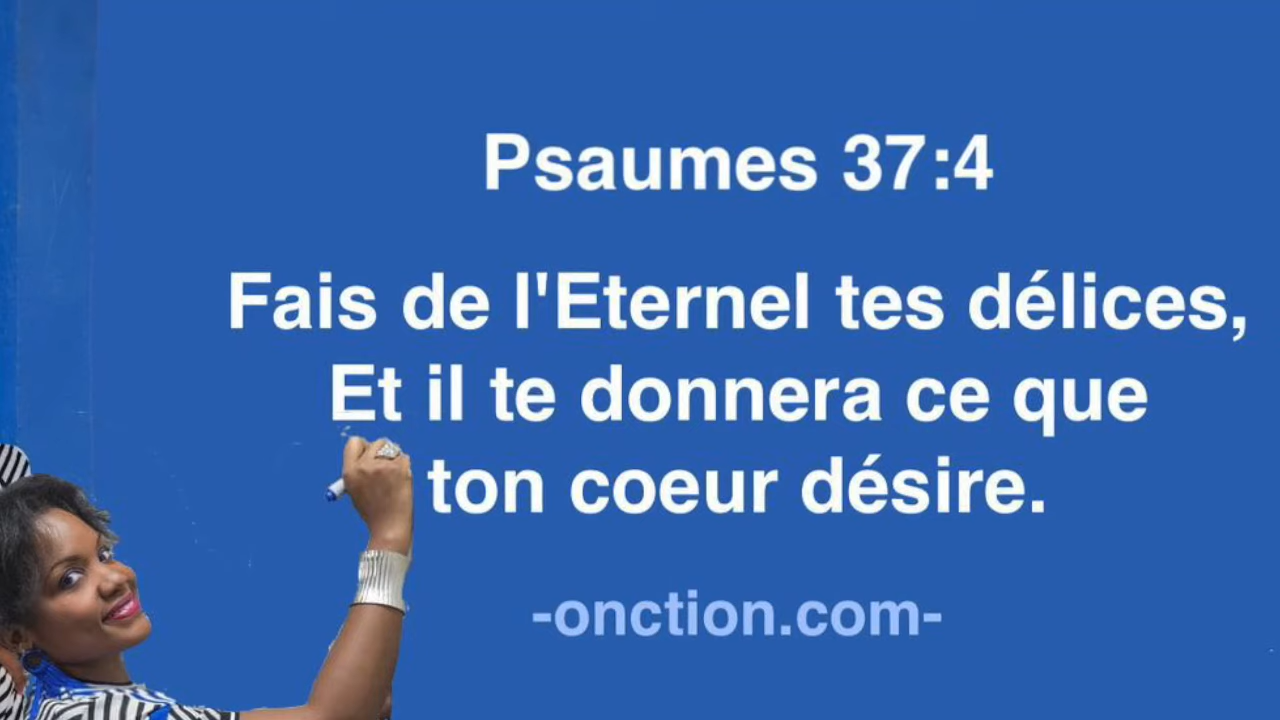 Psaumes 37:4
Fais de l'Eternel tes délices,
Et il te donnera ce que
ton coeur désire.
-onction.com-